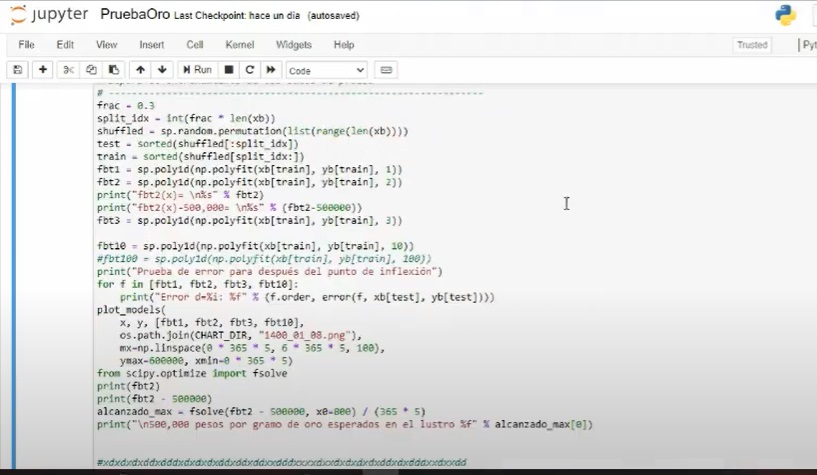 jupyter PruebaOro Last Checkpoint: hace un día (autosaved)
File Edit View Insert Cell Kernel Widgets Help
Trusted
Run
Code
# ----------------------------------------------------------------
frac = 0.3
split_idx = int(frac * len(xb))
shuffled = sp.random.permutation(list(range(len(xb))))
test = sorted(shuffled[:split_idx])
train = sorted(shuffled[split_idx:])
fbt1 = sp.poly1d(np.polyfit(xb[train], yb[train], 1))
fbt2 = sp.poly1d(np.polyfit(xb[train], yb[train], 2))
print("fbt2(x)= \n%s" % fbt2)
print("fbt2(x)-500,000= \n%s" % (fbt2-500000))
fbt3 = sp.poly1d(np.polyfit(xb[train], yb[train], 3))
fbt10 = sp.poly1d(np.polyfit(xb[train], yb[train], 10))
#fbt100 = sp.poly1d(np.polyfit(xb[train], yb[train], 100))
print("Prueba de error para después del punto de inflexión")
for f in [fbt1, fbt2, fbt3, fbt10]:
    print("Error d=%i: %f" % (f.order, error(f, xb[test], yb[test])))
plot_models(
    x, y, [fbt1, fbt2, fbt3, fbt10],
    os.path.join(CHART_DIR, "1400_01_08.png"),
    mx=np.linspace(0 * 365 * 5, 6 * 365 * 5, 100),
    ymax=600000, xmin=0 * 365 * 5)
from scipy.optimize import fsolve
print(fbt2)
print(fbt2 - 500000)
alcanzado_max = fsolve(fbt2 - 500000, x0=800) / (365 * 5)
print("\n500,000 pesos por gramo de oro esperados en el lustro %f" % alcanzado_max[0])